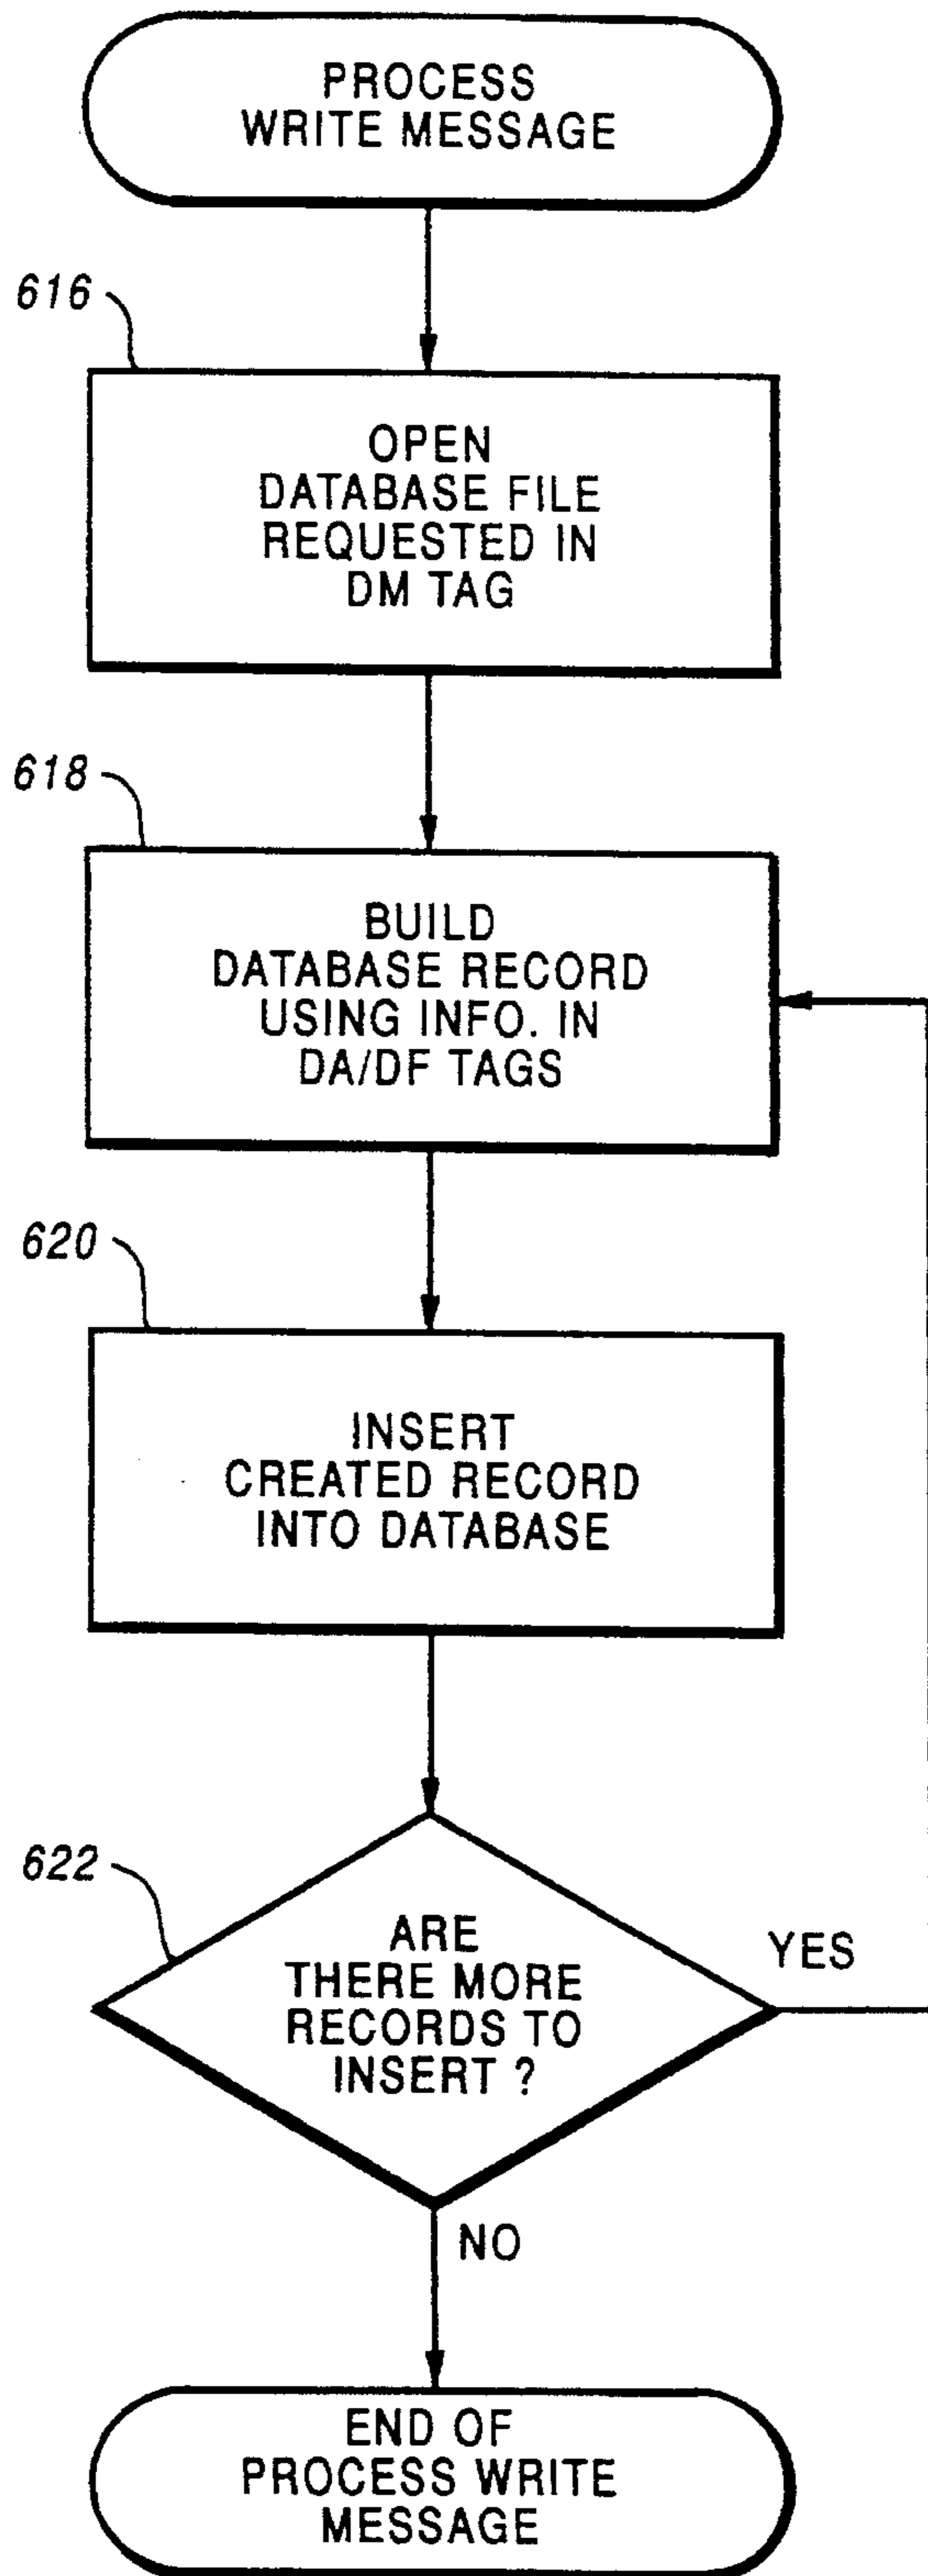 PROCESS
WRITE MESSAGE
616
OPEN
DATABASE FILE
REQUESTED IN
DM TAG
618
BUILD
DATABASE RECORD
USING INFO. IN
DA/DF TAGS
620
INSERT
CREATED RECORD
INTO DATABASE
622
ARE
THERE MORE
RECORDS TO
INSERT ?
YES
NO
END OF
PROCESS WRITE
MESSAGE